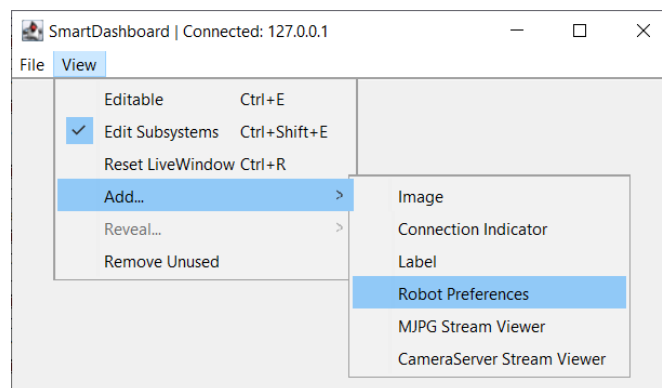 SmartDashboard | Connected: 127.0.0.1
File View
Editable Ctrl+E
Edit Subsystems Ctrl+Shift+E
Reset LiveWindow Ctrl+R
Add... >
Reveal... >
Remove Unused
Image
Connection Indicator
Label
Robot Preferences
MJPG Stream Viewer
CameraServer Stream Viewer